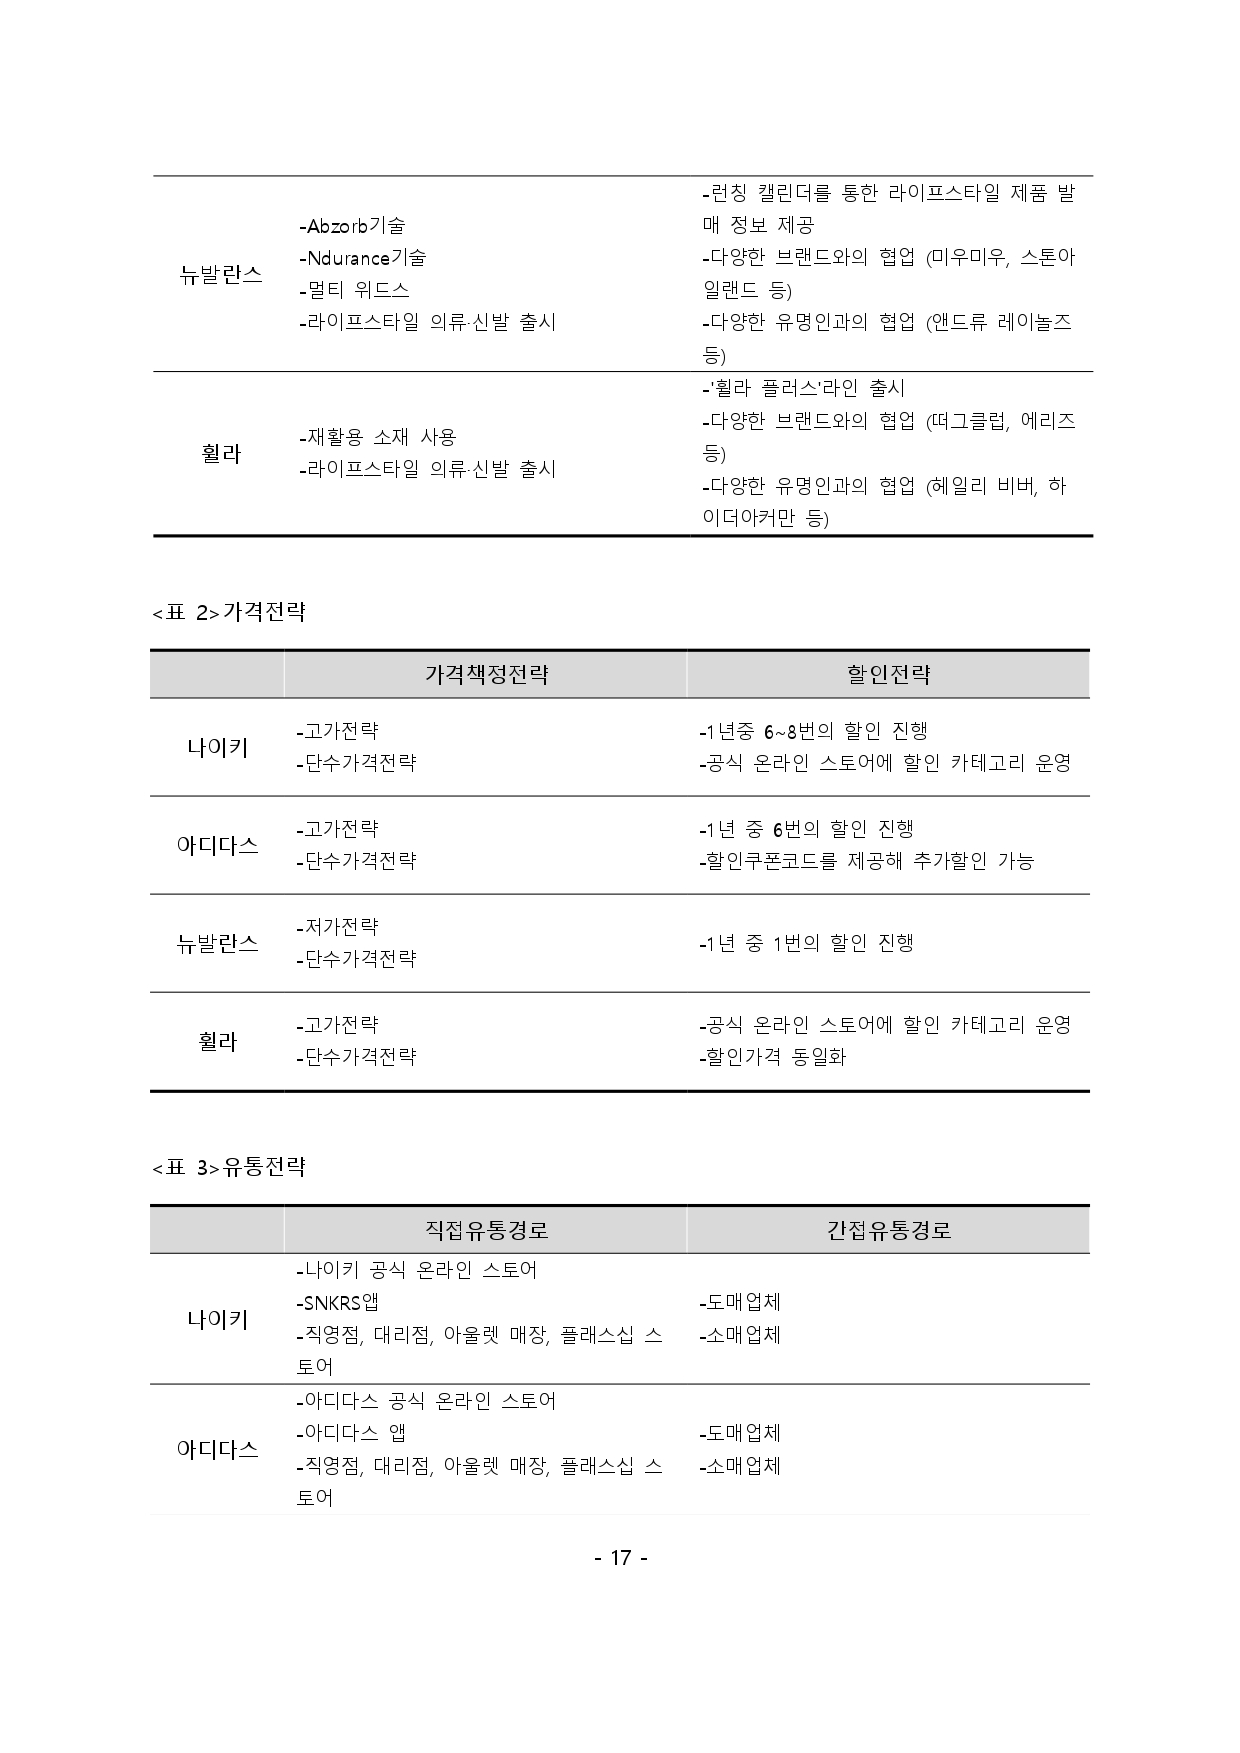 뉴발란스
-Abzorb기술
-Ndurance기술
-멀티 위드스
-라이프스타일 의류·신발 출시
-런칭 캘린더를 통한 라이프스타일 제품 발
매 정보 제공
-다양한 브랜드와의 협업 (미우미우, 스톤아
일랜드 등)
-다양한 유명인과의 협업 (앤드류 레이놀즈
등)
휠라
-재활용 소재 사용
-라이프스타일 의류·신발 출시
-'휠라 플러스'라인 출시
-다양한 브랜드와의 협업 (떠그클럽, 에리즈
등)
-다양한 유명인과의 협업 (헤일리 비버, 하
이더아커만 등)
<표 2>가격전략
가격책정전략 할인전략
나이키
-고가전략
-단수가격전략
-1년중 6~8번의 할인 진행
-공식 온라인 스토어에 할인 카테고리 운영
아디다스
-고가전략
-단수가격전략
-1년 중 6번의 할인 진행
-할인쿠폰코드를 제공해 추가할인 가능
뉴발란스
-저가전략
-단수가격전략
-1년 중 1번의 할인 진행
휠라
-고가전략
-단수가격전략
-공식 온라인 스토어에 할인 카테고리 운영
-할인가격 동일화
<표 3>유통전략
직접유통경로 간접유통경로
나이키
-나이키 공식 온라인 스토어
-SNKRS앱
-직영점, 대리점, 아울렛 매장, 플래스십 스
토어
-도매업체
-소매업체
아디다스
-아디다스 공식 온라인 스토어
-아디다스 앱
-직영점, 대리점, 아울렛 매장, 플래스십 스
토어
-도매업체
-소매업체
- 17 -